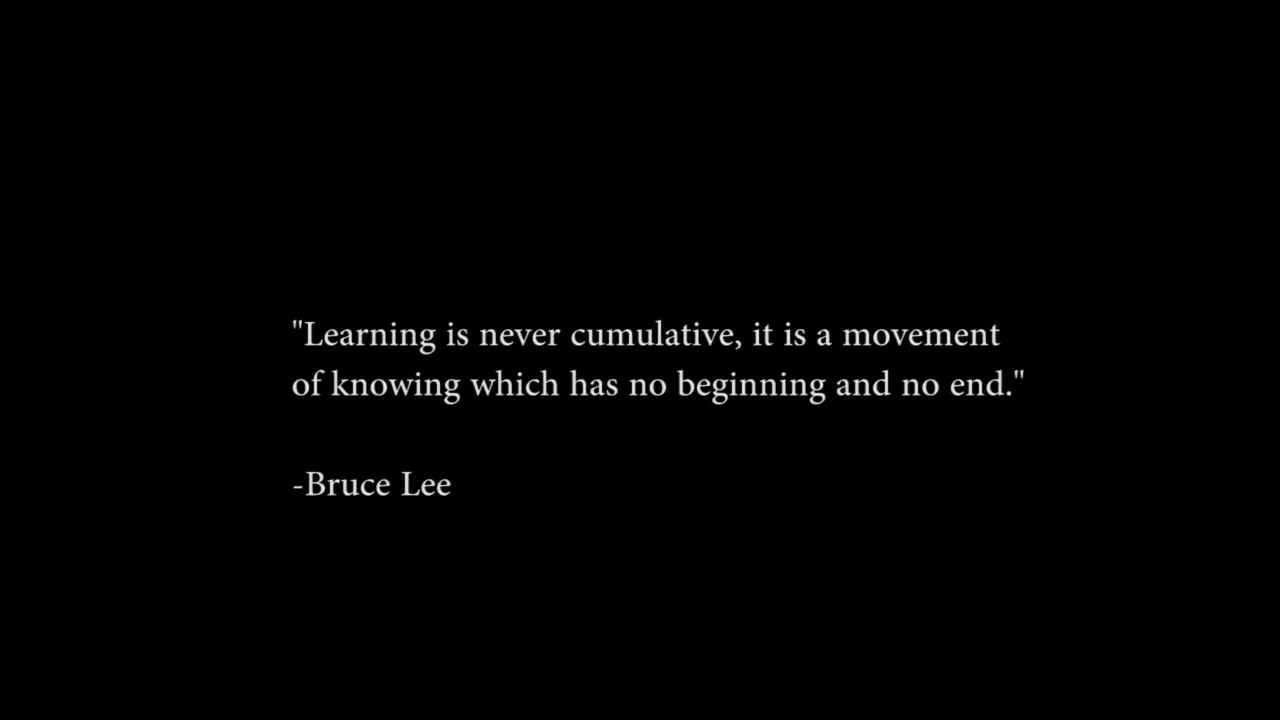 "Learning is never cumulative, it is a movement
of knowing which has no beginning and no end."
-Bruce Lee